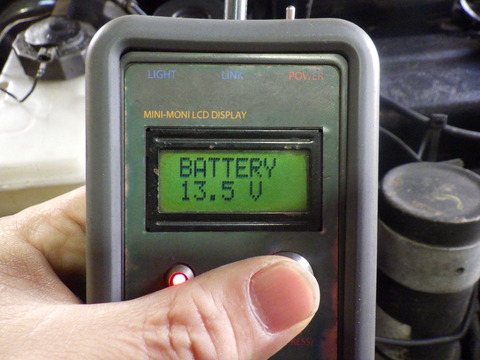 LIGHT LINK POWER
MINI-MONI LCD DISPLAY
BATTERY
13.5 V